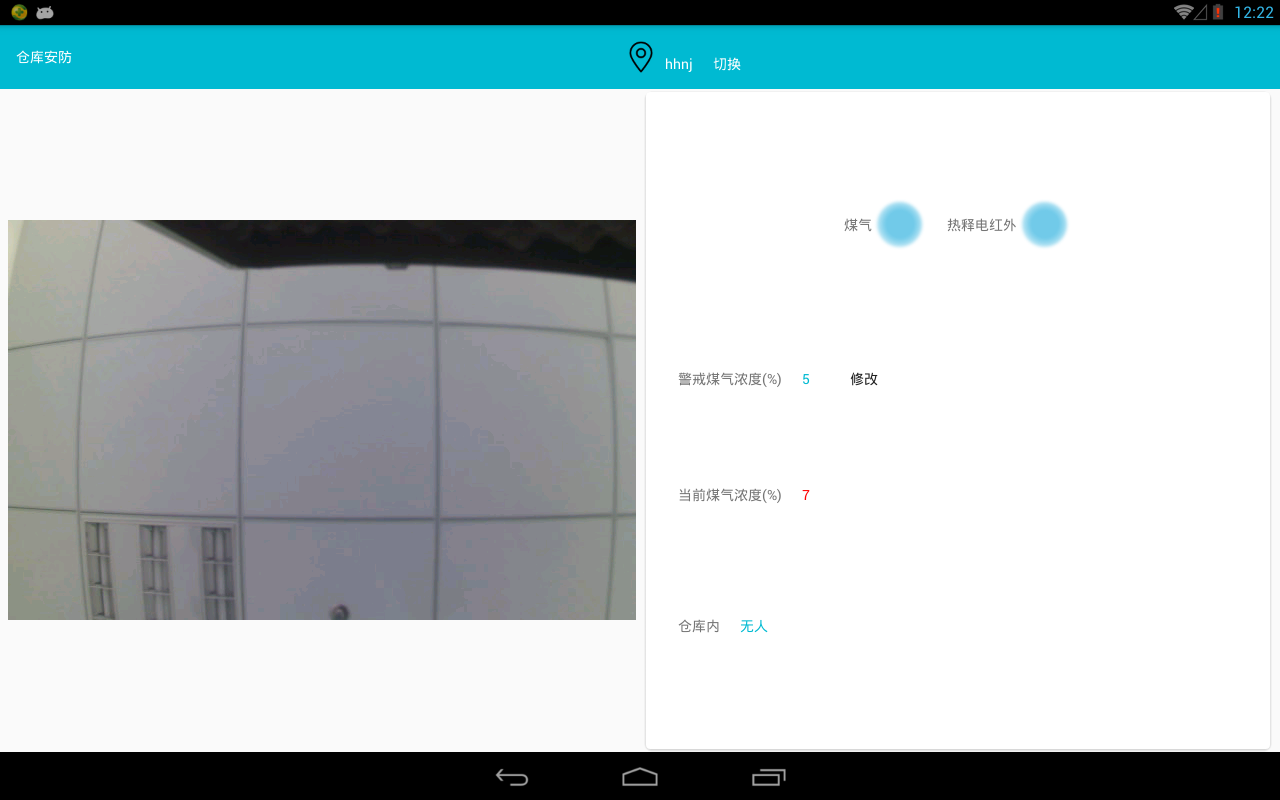 12:22
仓库安防
hhnj 切换
煤气 热释电红外
警戒煤气浓度(%) 5 修改
当前煤气浓度(%) 7
仓库内 无人